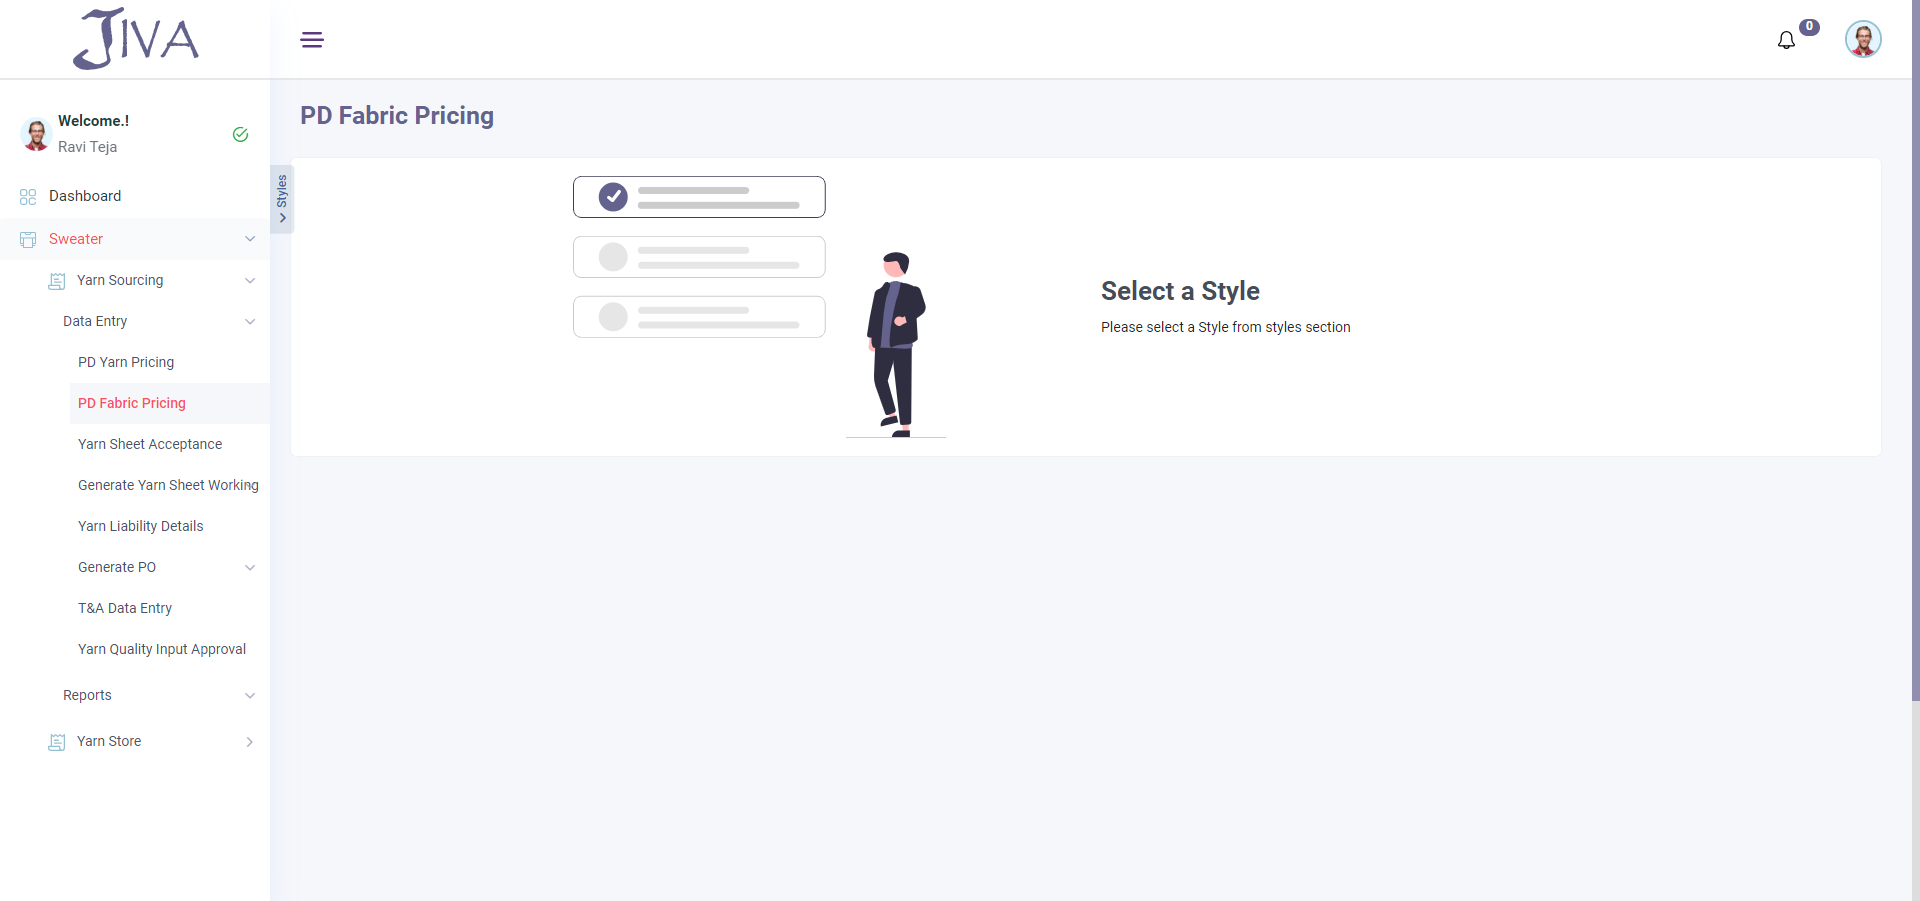 JIVA
0
Welcome.!
Ravi Teja
Dashboard
Sweater
Yarn Sourcing
Data Entry
PD Yarn Pricing
PD Fabric Pricing
Yarn Sheet Acceptance
Generate Yarn Sheet Working
Yarn Liability Details
Generate PO
T&A Data Entry
Yarn Quality Input Approval
Reports
Yarn Store
Styles
PD Fabric Pricing
Select a Style
Please select a Style from styles section